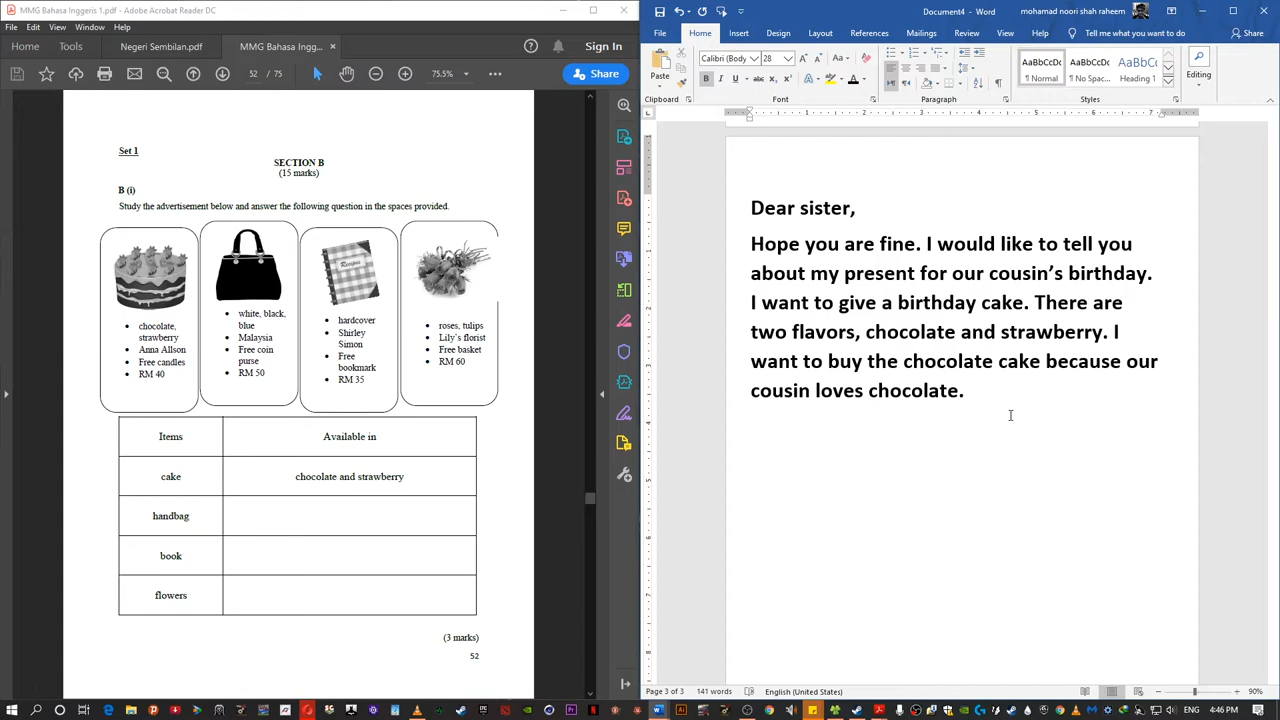 MMG Bahasa Inggeris 1.pdf - Adobe Acrobat Reader DC
File Edit View Windows Help
Home Tools Negeri Sembilan.pdf MMG Bahasa Ingg... × Sign In
52 / 75 75.5% Share
Set 1
SECTION B
(15 marks)
B (i)
Study the advertisement below and answer the following question in the spaces provided.
• chocolate, strawberry
• Anna Allson
• Free candles
• RM 40
• white, black, blue
• Malaysia
• Free coin purse
• RM 50
Recipes
• hardcover
• Shirley Simon
• Free bookmark
• RM 35
• roses, tulips
• Lily's florist
• Free basket
• RM 60
Items Available in
cake chocolate and strawberry
handbag
book
flowers
(3 marks)
52
Document4 - Word mohamad noori shah raheem
File Home Insert Design Layout References Mailings Review View Help Tell me what you want to do Share
Paste Calibri (Body) 28 AaBbCcDc AaBbCcDc AaBbCc Editing
¶ Normal ¶ No Spac... Heading 1
Clipboard Font Paragraph Styles
Dear sister,
Hope you are fine. I would like to tell you
about my present for our cousin’s birthday.
I want to give a birthday cake. There are
two flavors, chocolate and strawberry. I
want to buy the chocolate cake because our
cousin loves chocolate.
Page 3 of 3 141 words English (United States) 90%
ENG 4:46 PM